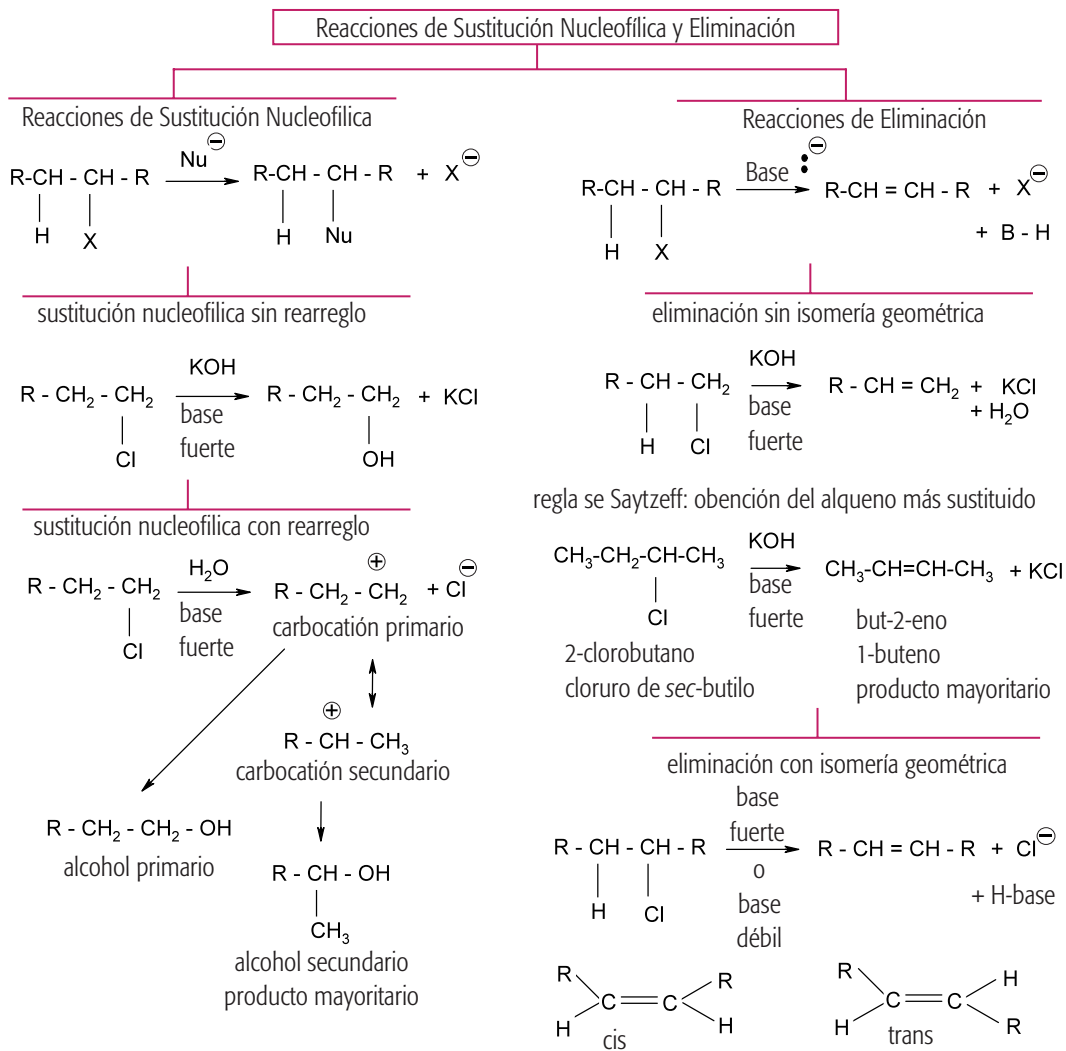 Reacciones de Sustitución Nucleofílica y Eliminación
Reacciones de Sustitución Nucleofilica
Nu⊖
R-CH - CH - R → R-CH - CH - R + X⊖
H X H Nu
sustitución nucleofilica sin rearreglo
KOH
R - CH₂ - CH₂ → R - CH₂ - CH₂ + KCl
base
fuerte
Cl OH
sustitución nucleofilica con rearreglo
H₂O ⊕
R - CH₂ - CH₂ → R - CH₂ - CH₂ + Cl⊖
base
fuerte
Cl
carbocatión primario
⊕
R - CH - CH₃
carbocatión secundario
R - CH₂ - CH₂ - OH
alcohol primario
R - CH - OH
CH₃
alcohol secundario
producto mayoritario
Reacciones de Eliminación
Base :⊖
R-CH - CH - R → R-CH = CH - R + X⊖
H X
+ B - H
eliminación sin isomería geométrica
KOH
R - CH - CH₂ → R - CH = CH₂ + KCl
+ H₂O
base
fuerte
H Cl
regla se Saytzeff: obención del alqueno más sustituido
KOH
CH₃-CH₂-CH-CH₃ → CH₃-CH=CH-CH₃ + KCl
base
fuerte
Cl
2-clorobutano
cloruro de sec-butilo
but-2-eno
1-buteno
producto mayoritario
eliminación con isomería geométrica
base
fuerte
R - CH - CH - R → R - CH = CH - R + Cl⊖
o
base
débil
H Cl
+ H-base
R R
C=C
H H
cis
R H
C=C
H R
trans